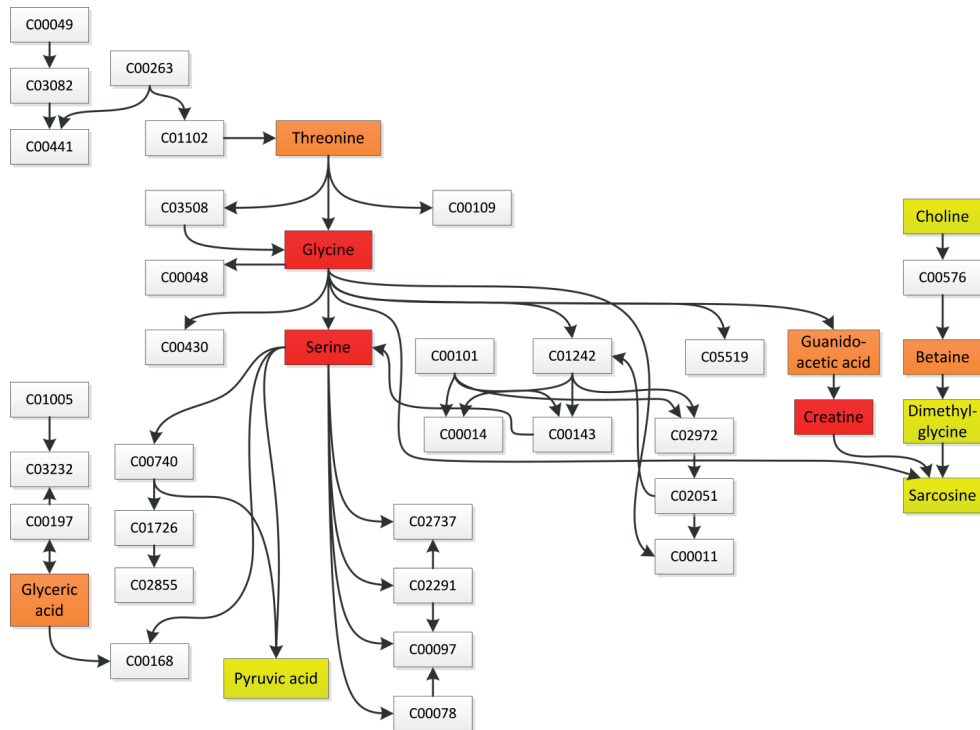 C00049
C00263
C03082
C00441
C01102
Threonine
C03508
C00109
Choline
Glycine
C00048
C00576
C00430
Serine
C00101
C01242
C05519
Guanido-
acetic acid
Betaine
C01005
C00014
C00143
C02972
Creatine
Dimethyl-
glycine
C00740
C03232
C02051
Sarcosine
C00197
C01726
C02737
C00011
C02855
C02291
Glyceric
acid
C00168
C00097
Pyruvic acid
C00078